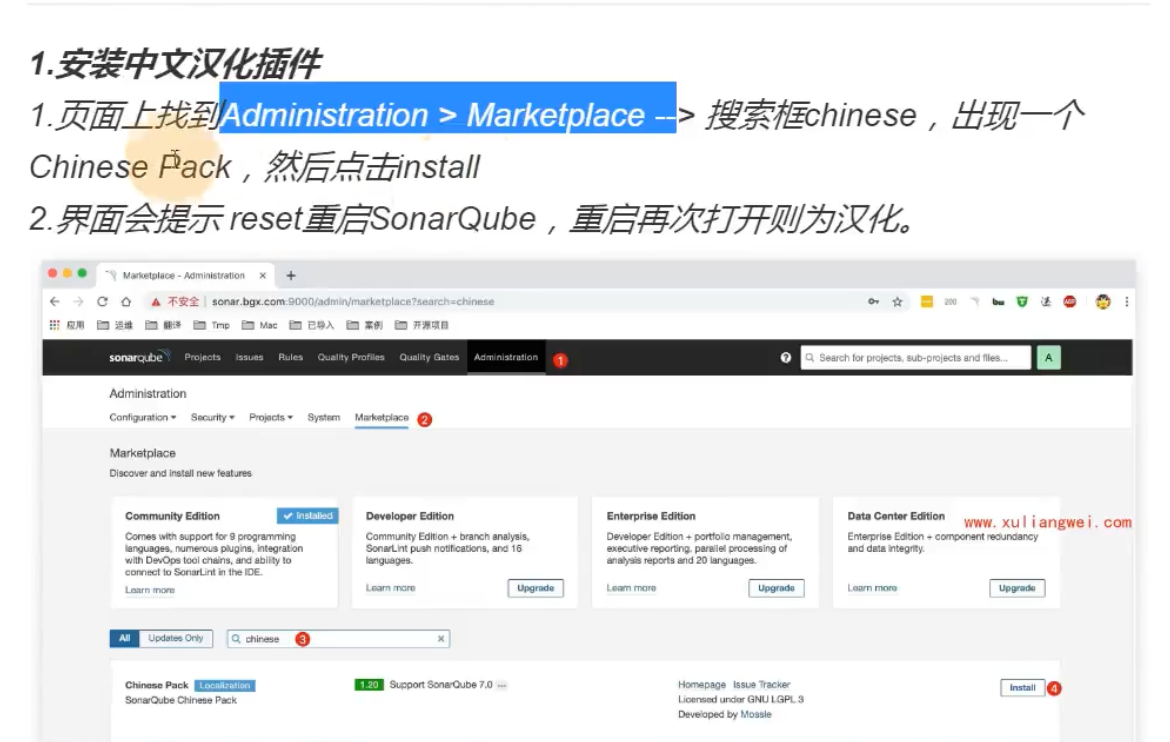 1.安装中文汉化插件
1.页面上找到Administration > Marketplace --> 搜索框chinese，出现一个
Chinese Pack，然后点击install
2.界面会提示 reset重启SonarQube，重启再次打开则为汉化。
Marketplace - Administration × +
不安全 | sonar.bgx.com:9000/admin/marketplace?search=chinese
200
应用 运维 翻译 Tmp Mac 已导入 案例 开源项目
sonarqube Projects Issues Rules Quality Profiles Quality Gates Administration 1 Search for projects, sub-projects and files... A
Administration
Configuration Security Projects System Marketplace 2
Marketplace
Discover and install new features
Community Edition Installed
Comes with support for 9 programming
languages, numerous plugins, integration
with DevOps tool chains, and ability to
connect to SonarLint in the IDE.
Learn more
Developer Edition
Community Edition + branch analysis,
SonarLint push notifications, and 16
languages.
Learn more Upgrade
Enterprise Edition
Developer Edition + portfolio management,
executive reporting, parallel processing of
analysis reports and 20 languages.
Learn more Upgrade
Data Center Edition
www.xuliangwei.com
Enterprise Edition + component redundancy
and data integrity.
Learn more Upgrade
All Updates Only chinese 3 ×
Chinese Pack Localization
SonarQube Chinese Pack
1.20 Support SonarQube 7.0 ...
Homepage Issue Tracker
Licensed under GNU LGPL 3
Developed by Mossle
Install 4